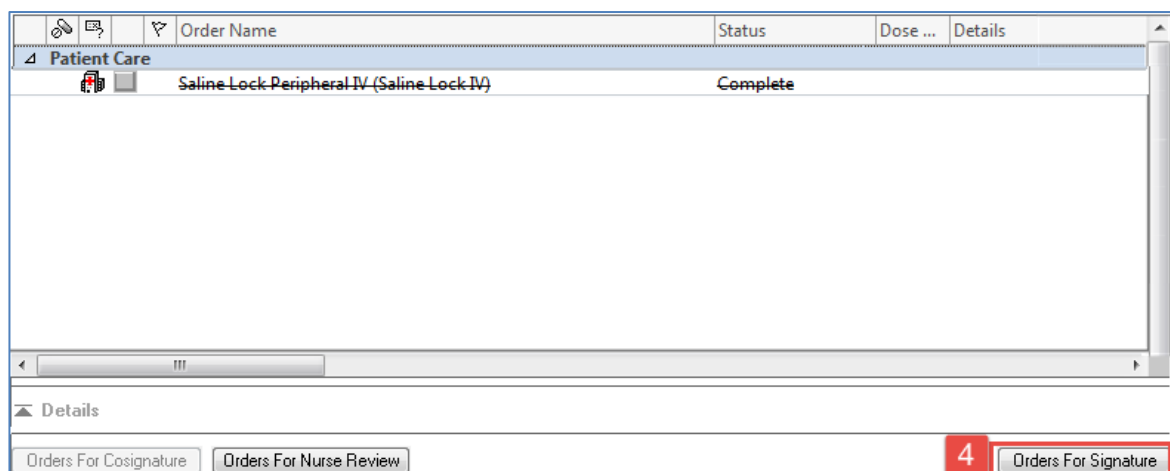 Order Name Status Dose ... Details
Patient Care
Saline Lock Peripheral IV (Saline Lock IV) Complete
Details
Orders For Cosignature Orders For Nurse Review 4 Orders For Signature